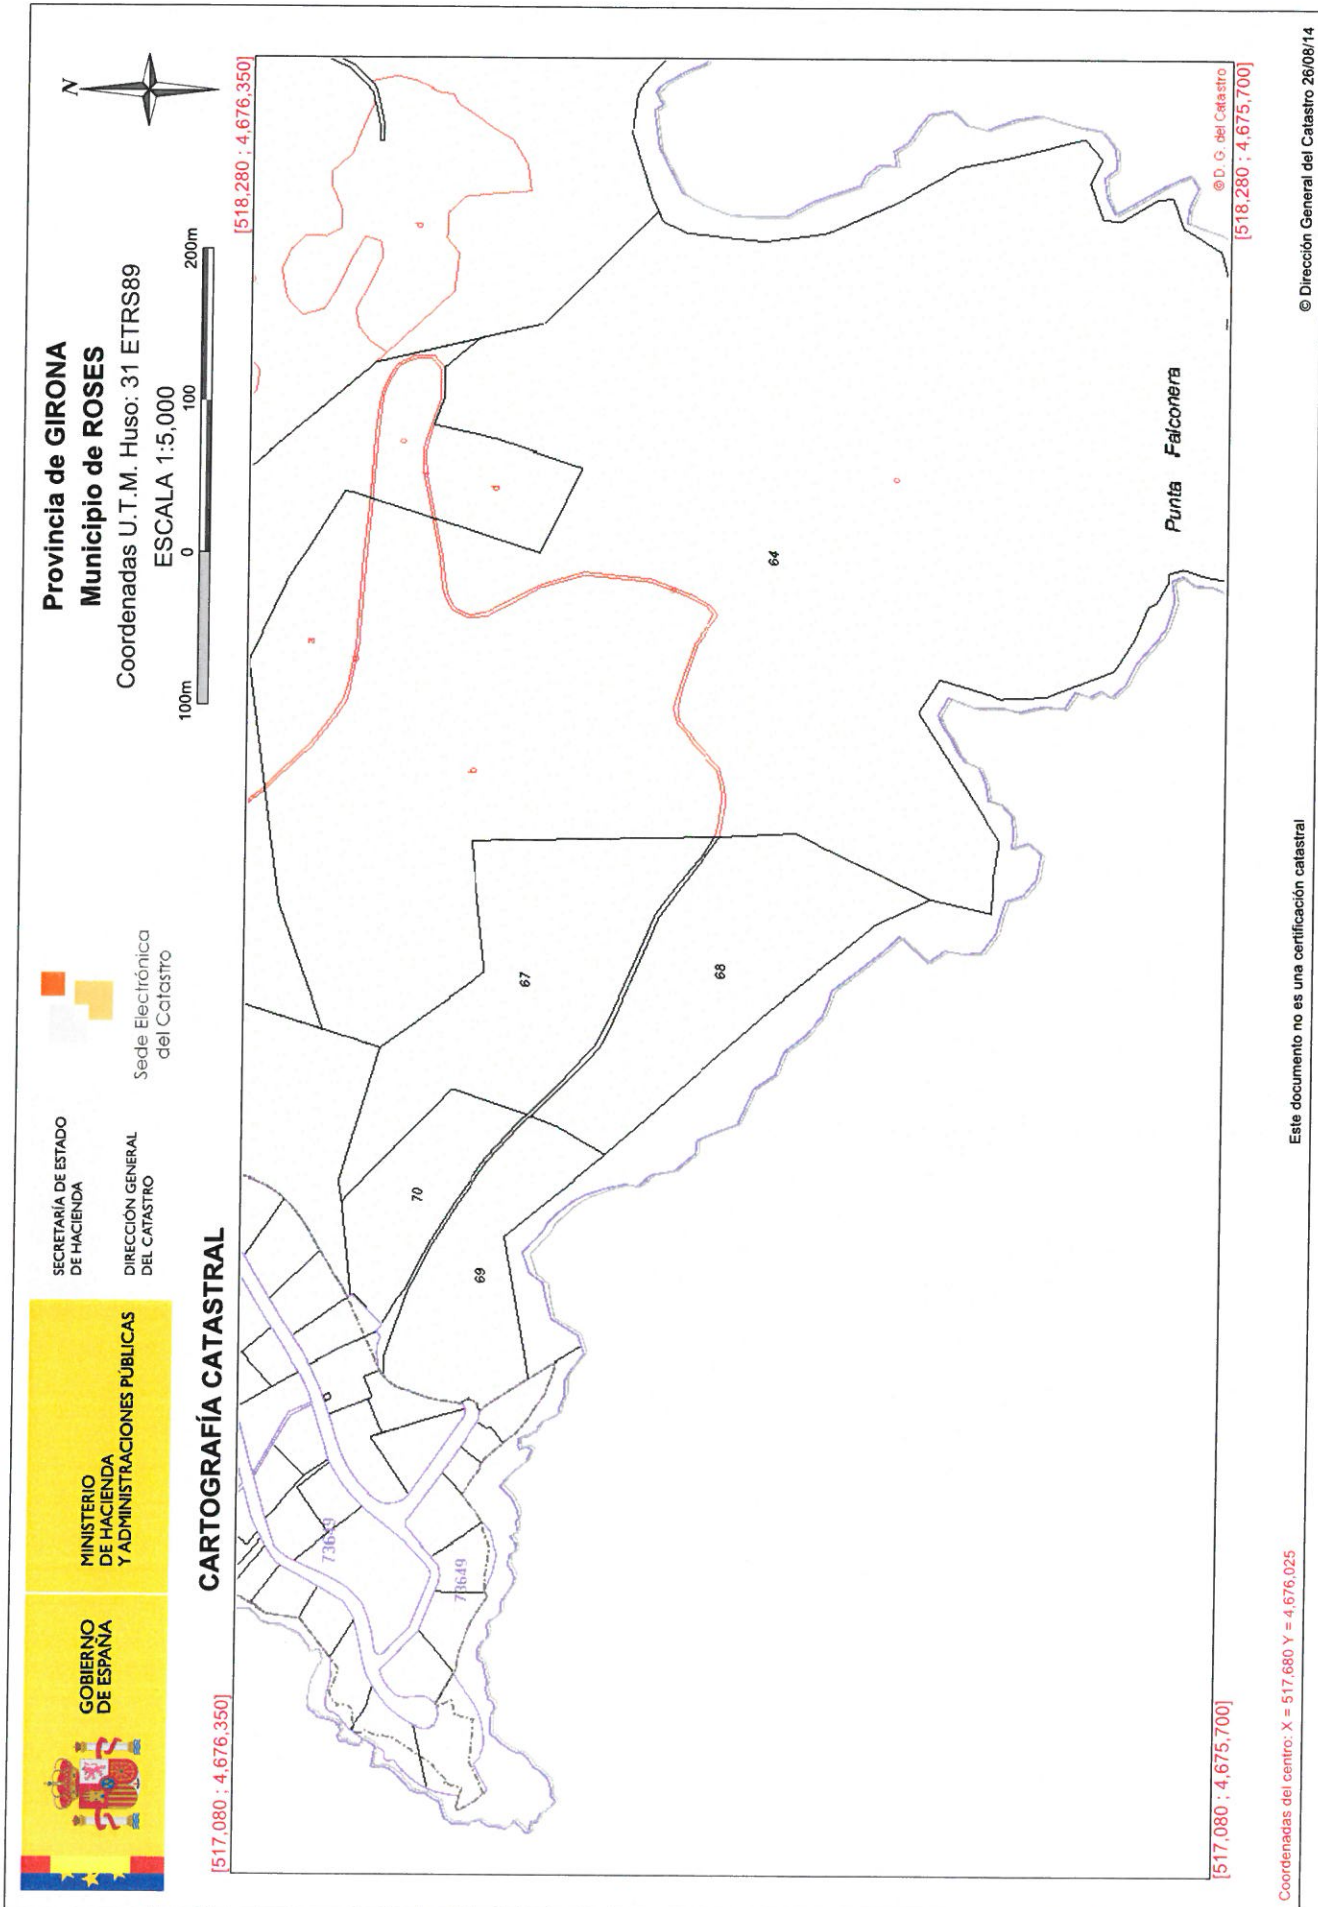 GOBIERNO
DE ESPAÑA
MINISTERIO
DE HACIENDA
Y ADMINISTRACIONES PÚBLICAS
SECRETARÍA DE ESTADO
DE HACIENDA
DIRECCIÓN GENERAL
DEL CATASTRO
Sede Electrónica
del Catastro
Provincia de GIRONA
Municipio de ROSES
Coordenadas U.T.M. Huso: 31 ETRS89
ESCALA 1:5,000
100m 0 100 200m
N
CARTOGRAFÍA CATASTRAL
[517,080 ; 4,676,350]
[518,280 ; 4,676,350]
a
d
c
b
d
c
73649
73649
70
69
67
68
64
Punta Falconera
© D. G. del Catastro
[517,080 ; 4,675,700]
[518,280 ; 4,675,700]
Coordenadas del centro: X = 517,680 Y = 4,676,025
Este documento no es una certificación catastral
© Dirección General del Catastro 26/08/14